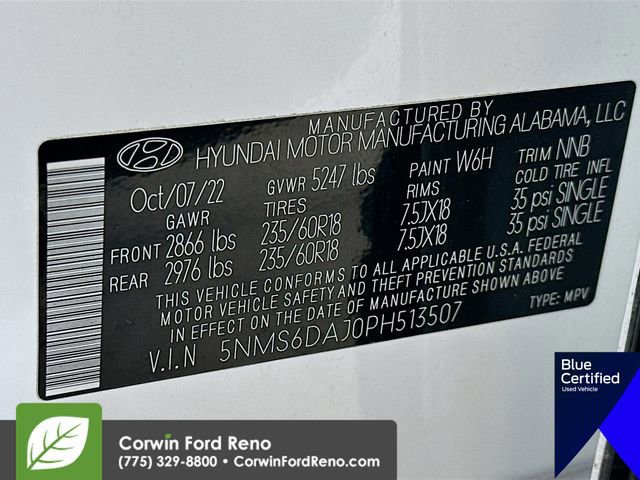 MANUFACTURED BY
HYUNDAI MOTOR MANUFACTURING ALABAMA, LLC
Oct/07/22 GVWR 5247 lbs PAINT W6H TRIM NNB
GAWR TIRES RIMS COLD TIRE INFL
FRONT 2866 lbs 235/60R18 7.5JX18 35 psi SINGLE
REAR 2976 lbs 235/60R18 7.5JX18 35 psi SINGLE
THIS VEHICLE CONFORMS TO ALL APPLICABLE U.S.A. FEDERAL
MOTOR VEHICLE SAFETY AND THEFT PREVENTION STANDARDS
IN EFFECT ON THE DATE OF MANUFACTURE SHOWN ABOVE
V.I.N 5NMS6DAJ0PH513507 TYPE: MPV
Blue
Certified
Used Vehicle
Corwin Ford Reno
(775) 329-8800 • CorwinFordReno.com